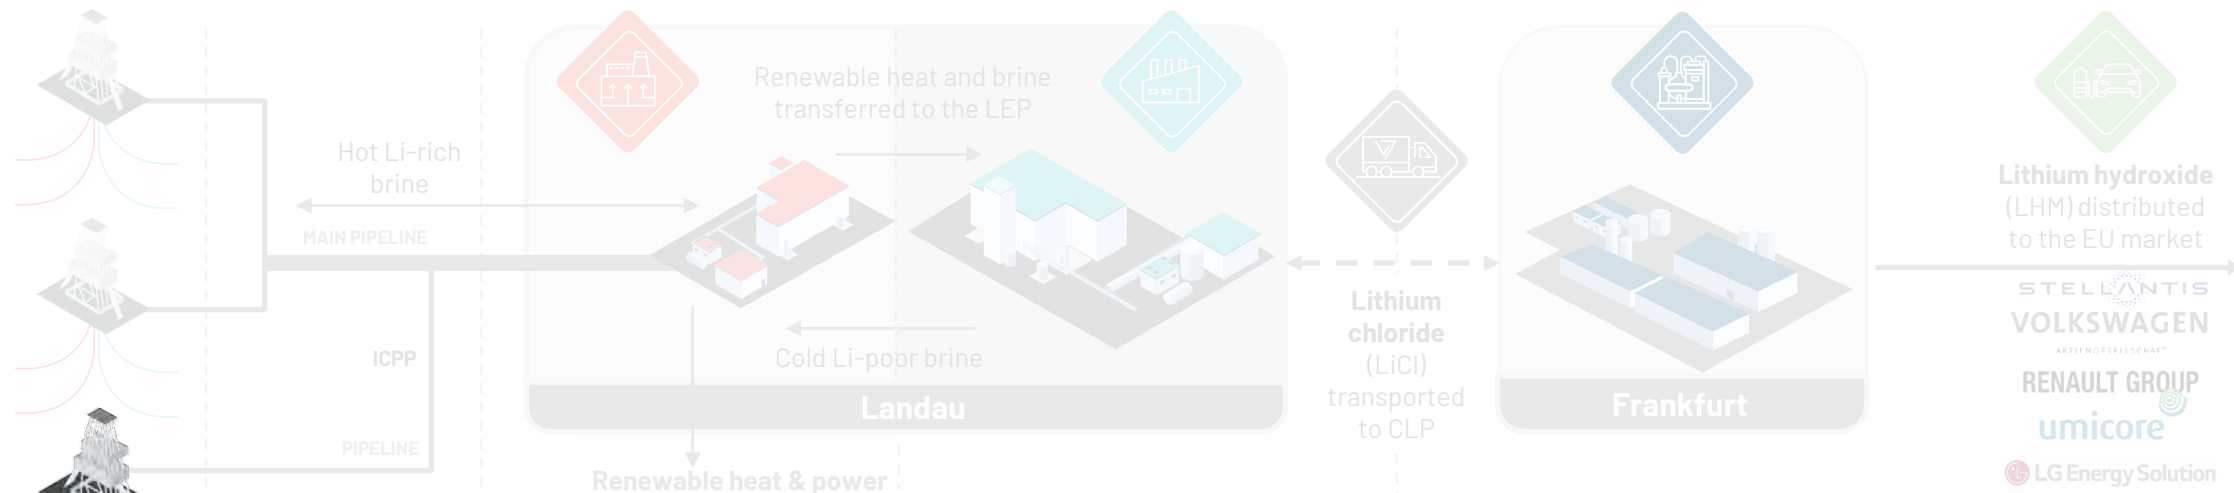 Renewable heat and brine
transferred to the LEP
Hot Li-rich
brine
MAIN PIPELINE
ICPP
PIPELINE
Cold Li-poor brine
Landau
Renewable heat & power
Lithium
chloride
(LiCl)
transported
to CLP
Frankfurt
Lithium hydroxide
(LHM) distributed
to the EU market
STELLANTIS
VOLKSWAGEN
AKTIENGESELLSCHAFT
RENAULT GROUP
umicore
LG Energy Solution